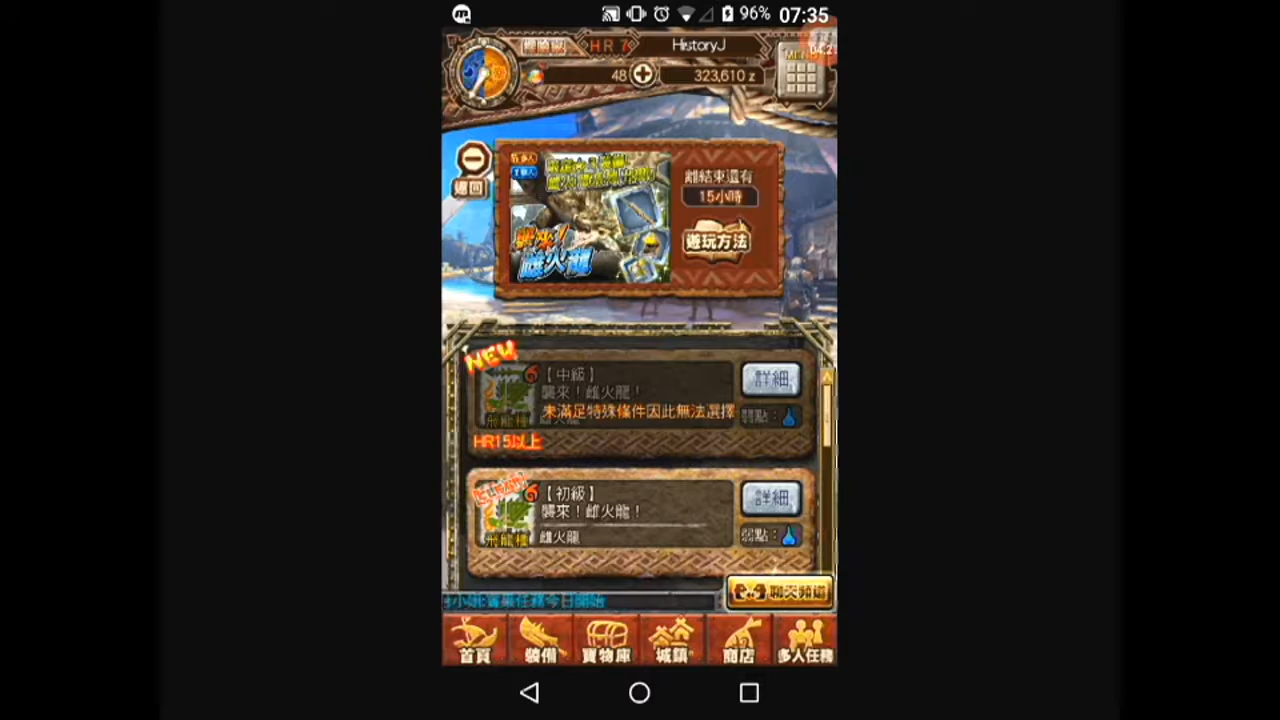 96% 07:35
HR 7
HistoryJ
48
323,610 z
MENU
返回
襲來！
雌火龍
離結束還有
15小時
遊玩方法
NEW
【中級】
襲來！雌火龍！
未滿足特殊條件因此無法選擇
飛龍種
詳細
弱點：
HR15以上
【初級】
襲來！雌火龍！
飛龍種
雌火龍
詳細
弱點：
聊天頻道
首頁
裝備
寶物庫
城鎮
商店
多人任務